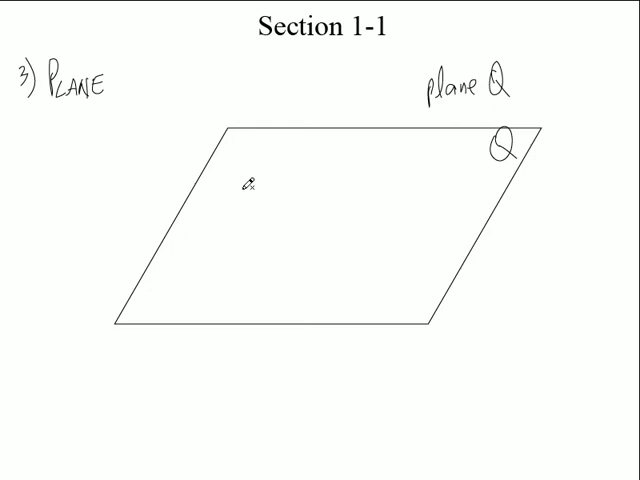 Section 1-1
3) PLANE
plane Q
Q